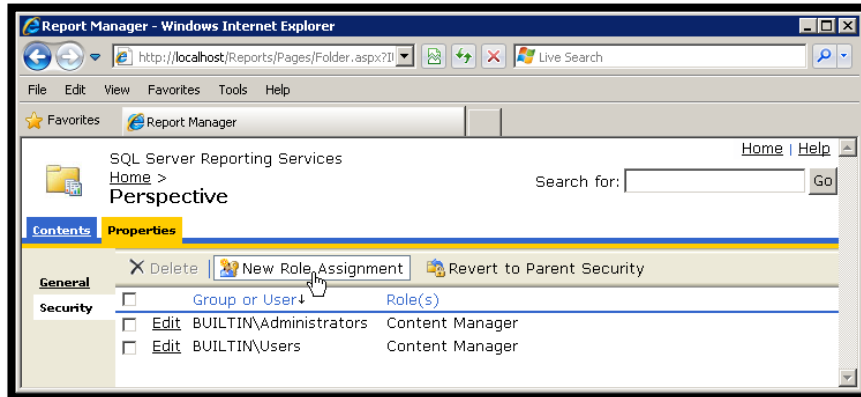 Report Manager - Windows Internet Explorer
http://localhost/Reports/Pages/Folder.aspx?
Live Search
File Edit View Favorites Tools Help
Favorites Report Manager
Home | Help
SQL Server Reporting Services
Home >
Perspective
Search for: Go
Contents Properties
Delete | New Role Assignment Revert to Parent Security
General
Security
Group or User↓ Role(s)
Edit BUILTIN\Administrators Content Manager
Edit BUILTIN\Users Content Manager